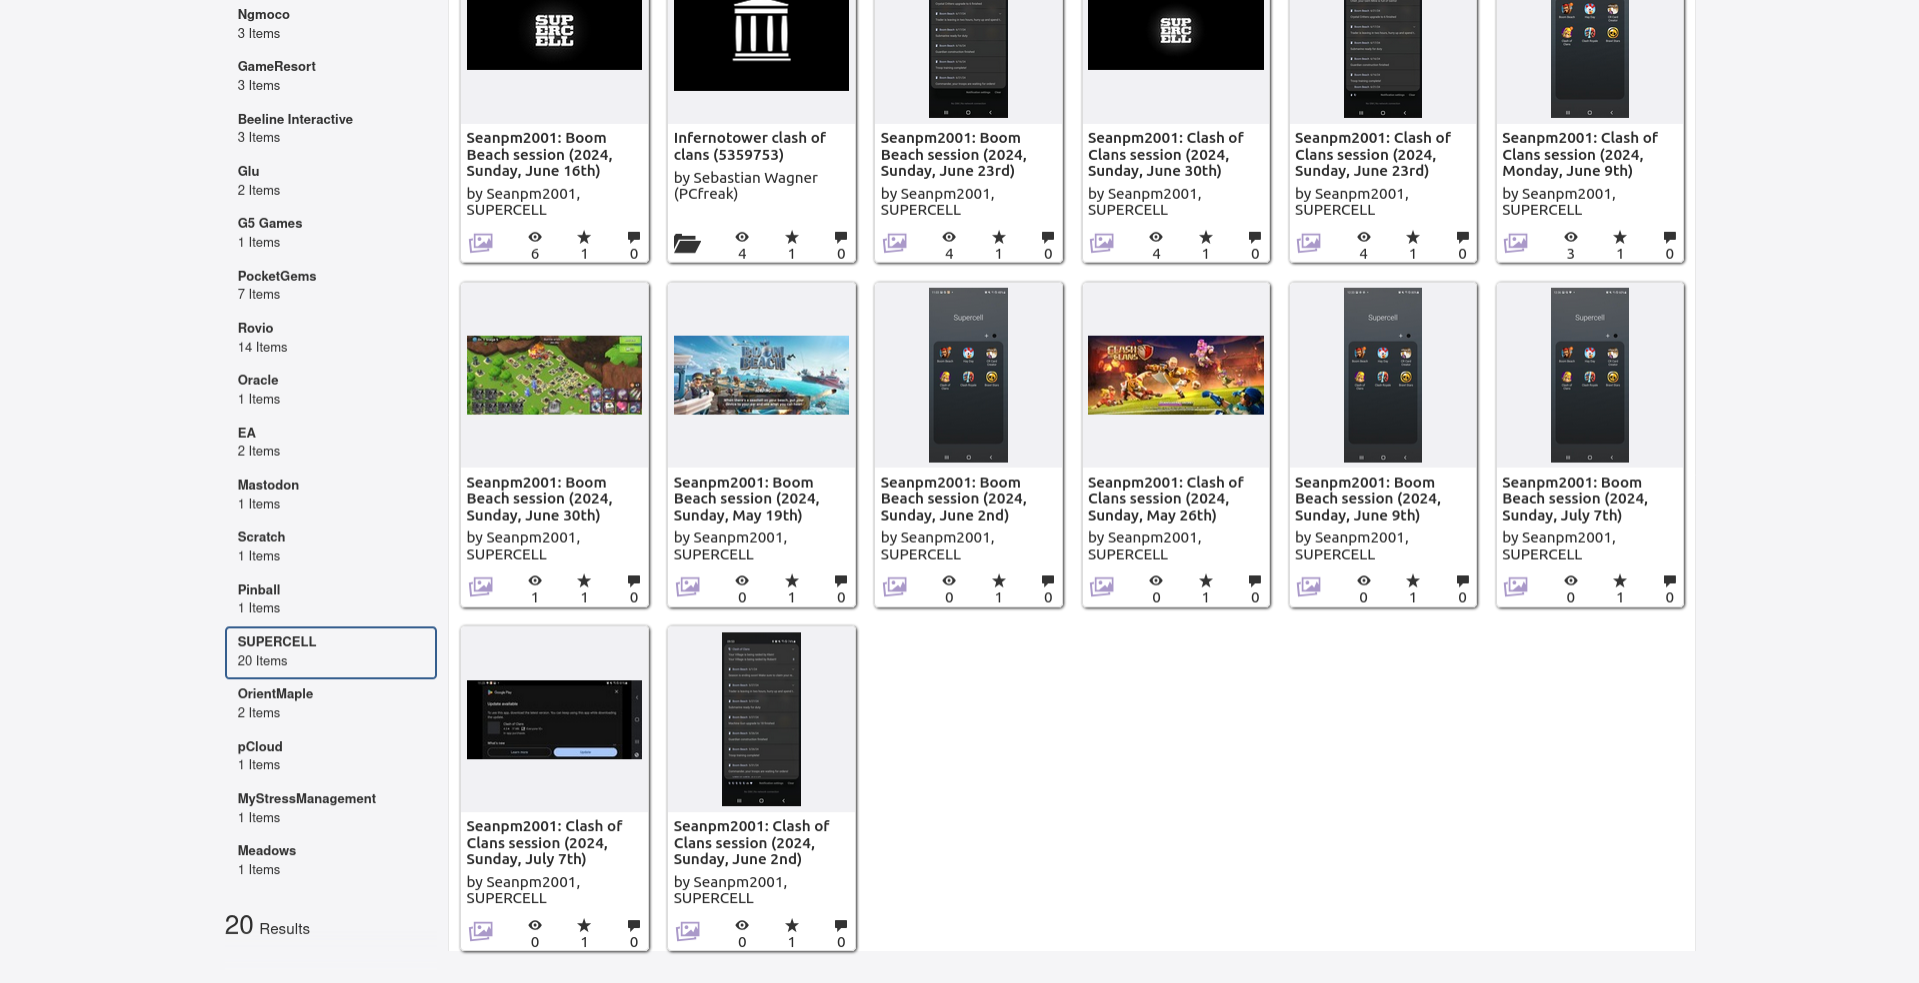 Ngmoco
3 Items
GameResort
3 Items
Beeline Interactive
3 Items
Glu
2 Items
G5 Games
1 Items
PocketGems
7 Items
Rovio
14 Items
Oracle
1 Items
EA
2 Items
Mastodon
1 Items
Scratch
1 Items
Pinball
1 Items
SUPERCELL
20 Items
OrientMaple
2 Items
pCloud
1 Items
MyStressManagement
1 Items
Meadows
1 Items
20 Results
SUP
ERC
ELL
Seanpm2001: Boom
Beach session (2024,
Sunday, June 16th)
by Seanpm2001,
SUPERCELL
6 1 0
Infernotower clash of
clans (5359753)
by Sebastian Wagner
(PCfreak)
4 1 0
Seanpm2001: Boom
Beach session (2024,
Sunday, June 23rd)
by Seanpm2001,
SUPERCELL
4 1 0
SUP
ERC
ELL
Seanpm2001: Clash of
Clans session (2024,
Sunday, June 30th)
by Seanpm2001,
SUPERCELL
4 1 0
Seanpm2001: Clash of
Clans session (2024,
Sunday, June 23rd)
by Seanpm2001,
SUPERCELL
4 1 0
Seanpm2001: Clash of
Clans session (2024,
Monday, June 9th)
by Seanpm2001,
SUPERCELL
3 1 0
Seanpm2001: Boom
Beach session (2024,
Sunday, June 30th)
by Seanpm2001,
SUPERCELL
1 1 0
BOOM
BEACH
Seanpm2001: Boom
Beach session (2024,
Sunday, May 19th)
by Seanpm2001,
SUPERCELL
0 1 0
Supercell
Seanpm2001: Boom
Beach session (2024,
Sunday, June 2nd)
by Seanpm2001,
SUPERCELL
0 1 0
CLASH
OF
CLANS
Seanpm2001: Clash of
Clans session (2024,
Sunday, May 26th)
by Seanpm2001,
SUPERCELL
0 1 0
Supercell
Seanpm2001: Boom
Beach session (2024,
Sunday, June 9th)
by Seanpm2001,
SUPERCELL
0 1 0
Supercell
Seanpm2001: Boom
Beach session (2024,
Sunday, July 7th)
by Seanpm2001,
SUPERCELL
0 1 0
Google Play
Update available
Clash of Clans
What's new
Learn more
Update
Seanpm2001: Clash of
Clans session (2024,
Sunday, July 7th)
by Seanpm2001,
SUPERCELL
0 1 0
Seanpm2001: Clash of
Clans session (2024,
Sunday, June 2nd)
by Seanpm2001,
SUPERCELL
0 1 0